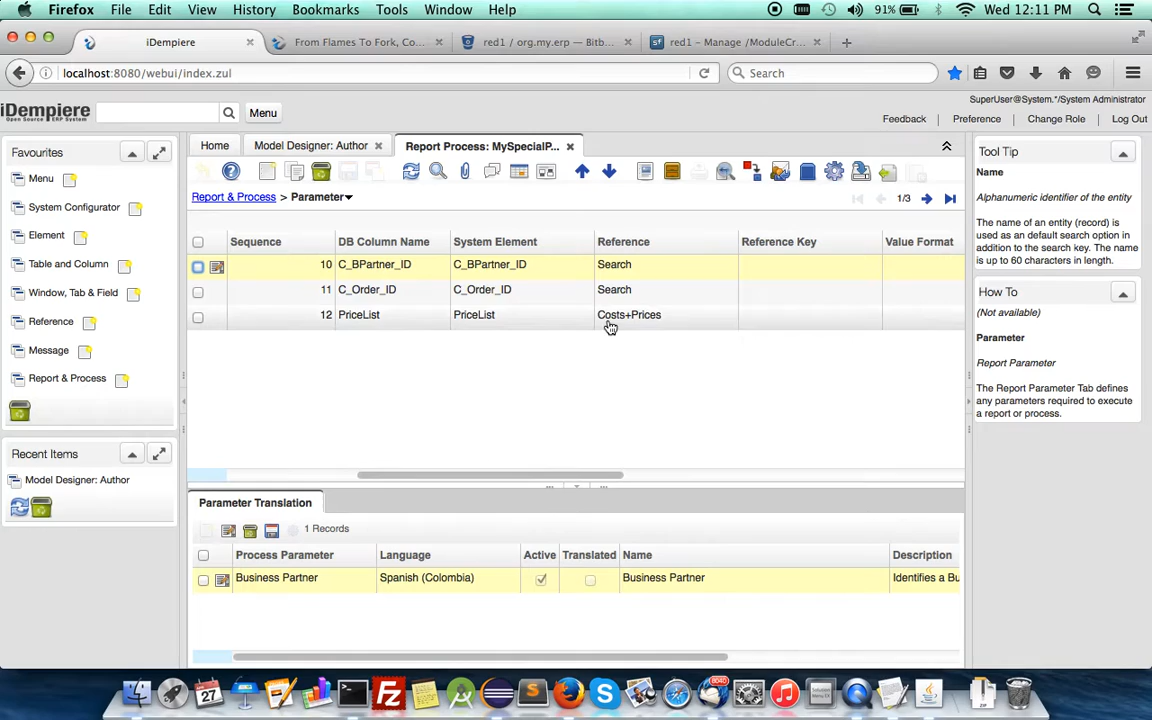 Firefox File Edit View History Bookmarks Tools Window Help 91% Wed 12:11 PM
iDempiere × From Flames To Fork, Co... × red1 / org.my.erp — Bitb... × red1 - Manage /ModuleCr... × +
localhost:8080/webui/index.zul Search
SuperUser@System.*/System Administrator
iDempiere Menu Feedback Preference Change Role Log Out
Open Source ERP System
Favourites
Menu
System Configurator
Element
Table and Column
Window, Tab & Field
Reference
Message
Report & Process
Recent Items
Model Designer: Author
Home Model Designer: Author × Report Process: MySpecialP... ×
Report & Process > Parameter 1/3
Sequence DB Column Name System Element Reference Reference Key Value Format
10 C_BPartner_ID C_BPartner_ID Search
11 C_Order_ID C_Order_ID Search
12 PriceList PriceList Costs+Prices
Parameter Translation
1 Records
Process Parameter Language Active Translated Name Description
Business Partner Spanish (Colombia) Business Partner Identifies a Bu
Tool Tip
Name
Alphanumeric identifier of the entity
The name of an entity (record) is
used as an default search option in
addition to the search key. The name
is up to 60 characters in length.
How To
(Not available)
Parameter
Report Parameter
The Report Parameter Tab defines
any parameters required to execute
a report or process.